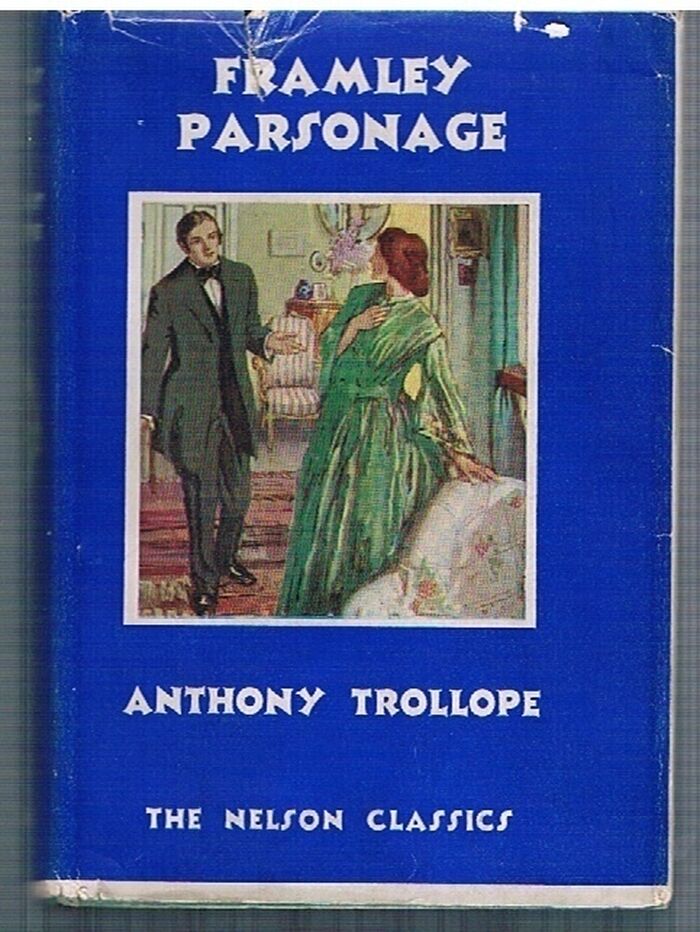 FRAMLEY
PARSONAGE
ANTHONY TROLLOPE
THE NELSON CLASSICS